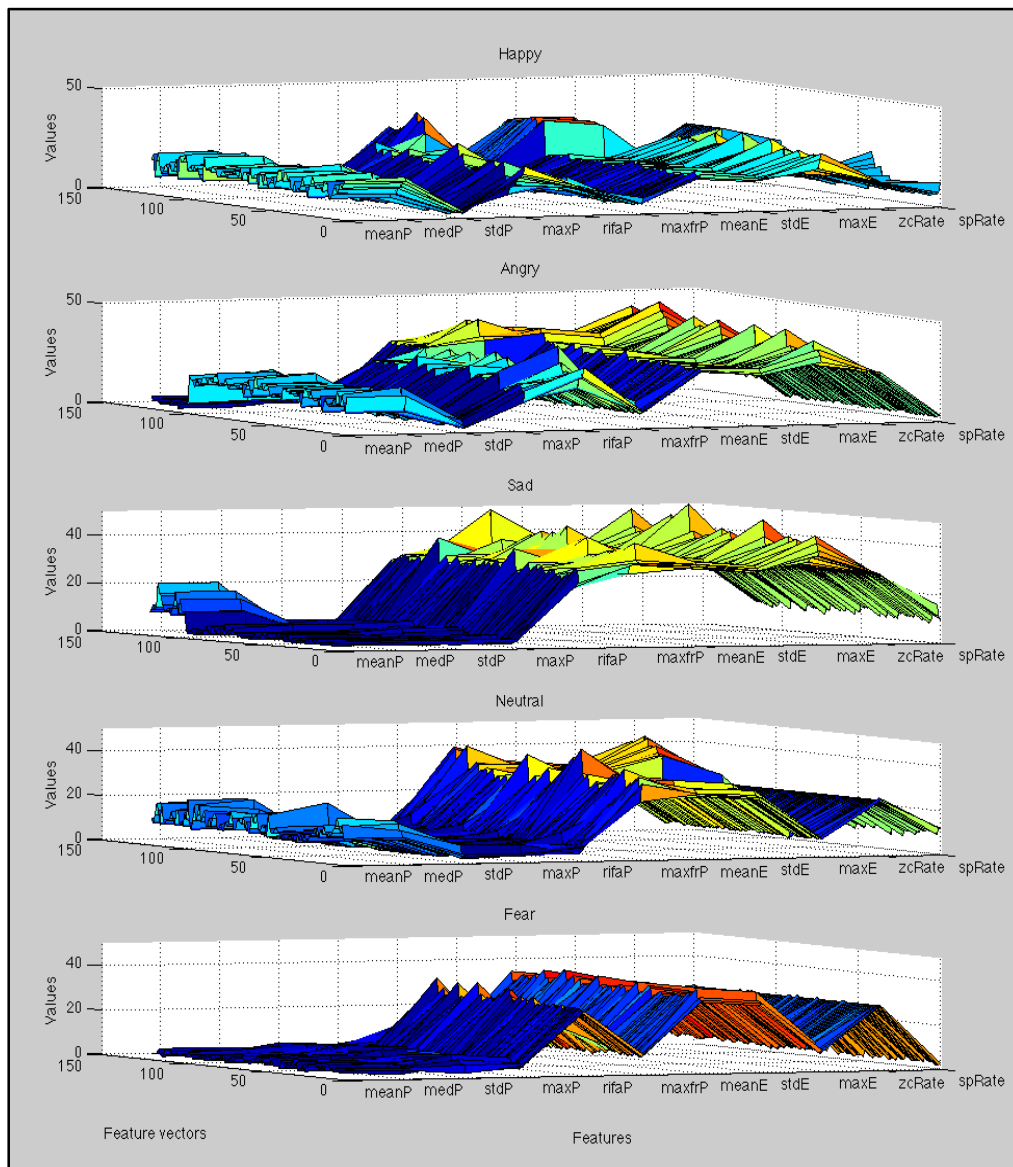 Happy
50
Values
0
150
100
50
0
meanP medP stdP maxP rifaP maxfrP meanE stdE maxE zcRate spRate
Angry
50
Values
0
150
100
50
0
meanP medP stdP maxP rifaP maxfrP meanE stdE maxE zcRate spRate
Sad
40
Values
20
0
150
100
50
0
meanP medP stdP maxP rifaP maxfrP meanE stdE maxE zcRate spRate
Neutral
40
Values
20
0
150
100
50
0
meanP medP stdP maxP rifaP maxfrP meanE stdE maxE zcRate spRate
Fear
40
Values
20
0
150
100
50
0
meanP medP stdP maxP rifaP maxfrP meanE stdE maxE zcRate spRate
Feature vectors
Features